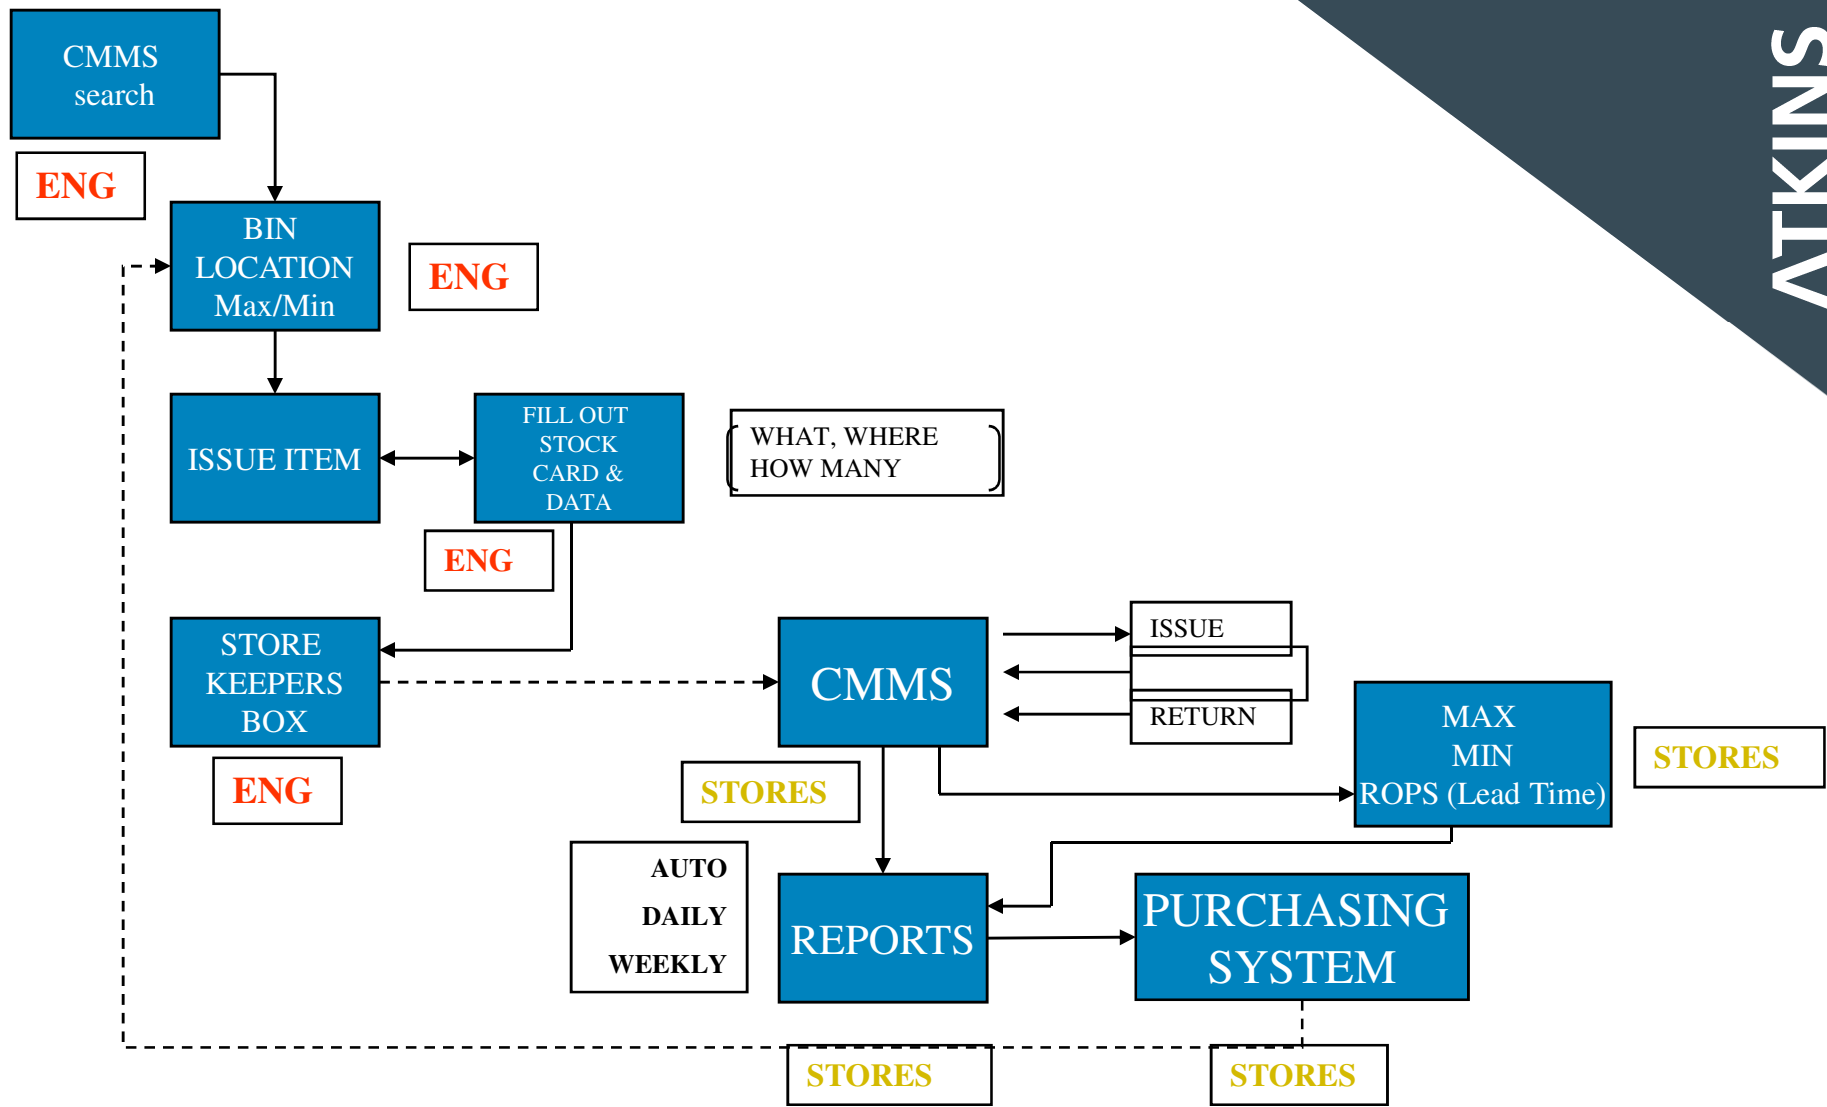 ATKINS
CMMS
search
ENG
BIN
LOCATION
Max/Min
ENG
ISSUE ITEM
FILL OUT
STOCK
CARD &
DATA
WHAT, WHERE
HOW MANY
ENG
STORE
KEEPERS
BOX
ENG
CMMS
ISSUE
RETURN
STORES
MAX
MIN
ROPS (Lead Time)
STORES
AUTO
DAILY
WEEKLY
REPORTS
PURCHASING
SYSTEM
STORES
STORES